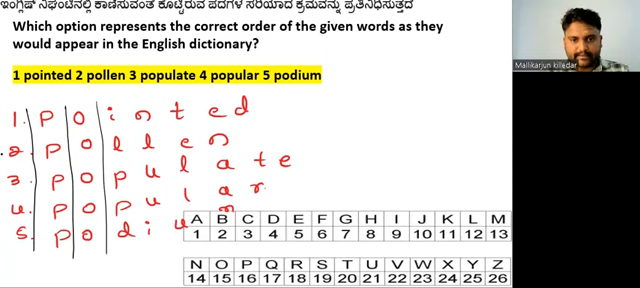 ಇಂಗ್ಲಿಷ್ ನಿಘಂಟಿನಲ್ಲಿ ಕಾಣಿಸುವಂತೆ ಕೊಟ್ಟಿರುವ ಪದಗಳ ಸರಿಯಾದ ಕ್ರಮವನ್ನು ಪ್ರತಿನಿಧಿಸುತ್ತದೆ
Which option represents the correct order of the given words as they
would appear in the English dictionary?
1 pointed 2 pollen 3 populate 4 popular 5 podium
Mallikarjun killedar
1. p o i n t e d
2. p o l l e n
3. p o p u l a t e
4. p o p u l a r
5. p o d i u m
A B C D E F G H I J K L M
1 2 3 4 5 6 7 8 9 10 11 12 13
N O P Q R S T U V W X Y Z
14 15 16 17 18 19 20 21 22 23 24 25 26